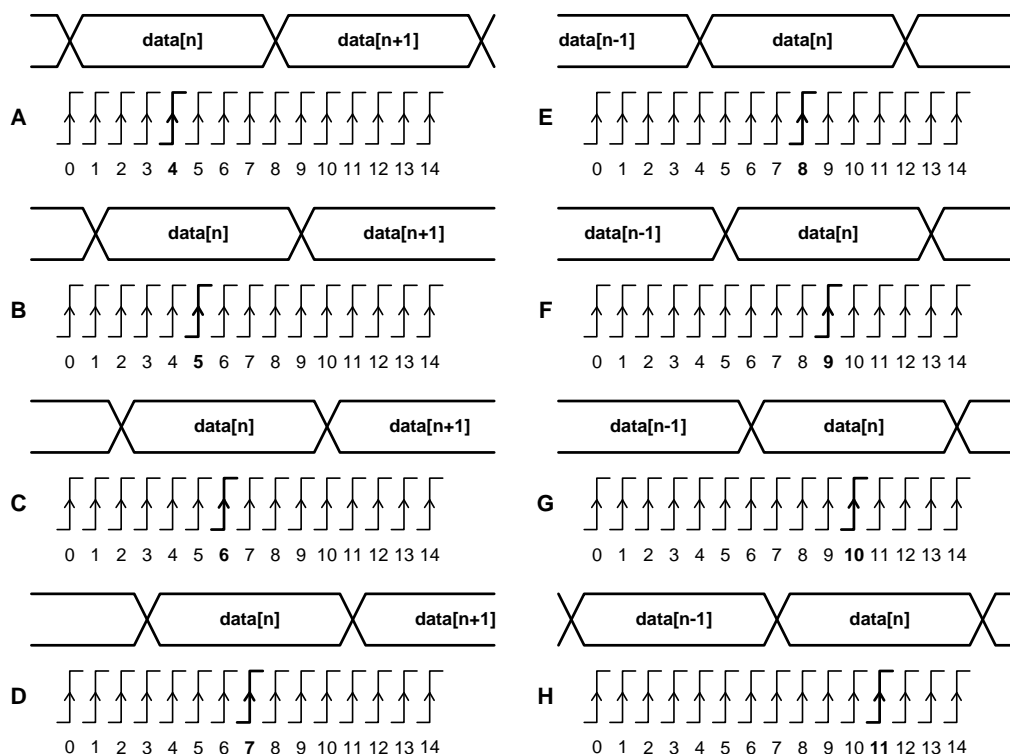 data[n] data[n+1]
A
0 1 2 3 4 5 6 7 8 9 10 11 12 13 14
data[n] data[n+1]
B
0 1 2 3 4 5 6 7 8 9 10 11 12 13 14
data[n] data[n+1]
C
0 1 2 3 4 5 6 7 8 9 10 11 12 13 14
data[n] data[n+1]
D
0 1 2 3 4 5 6 7 8 9 10 11 12 13 14
data[n-1] data[n]
E
0 1 2 3 4 5 6 7 8 9 10 11 12 13 14
data[n-1] data[n]
F
0 1 2 3 4 5 6 7 8 9 10 11 12 13 14
data[n-1] data[n]
G
0 1 2 3 4 5 6 7 8 9 10 11 12 13 14
data[n-1] data[n]
H
0 1 2 3 4 5 6 7 8 9 10 11 12 13 14